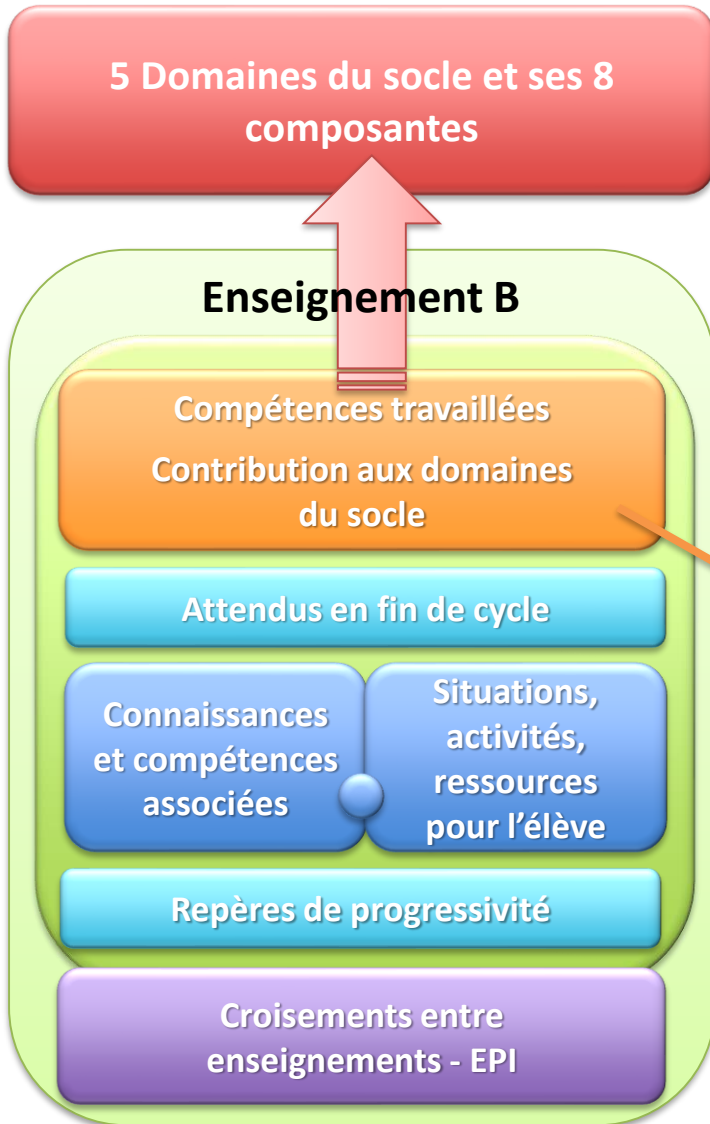 5 Domaines du socle et ses 8
composantes
Enseignement B
Compétences travaillées
Contribution aux domaines
du socle
Attendus en fin de cycle
Connaissances
et compétences
associées
Situations,
activités,
ressources
pour l’élève
Repères de progressivité
Croisements entre
enseignements - EPI